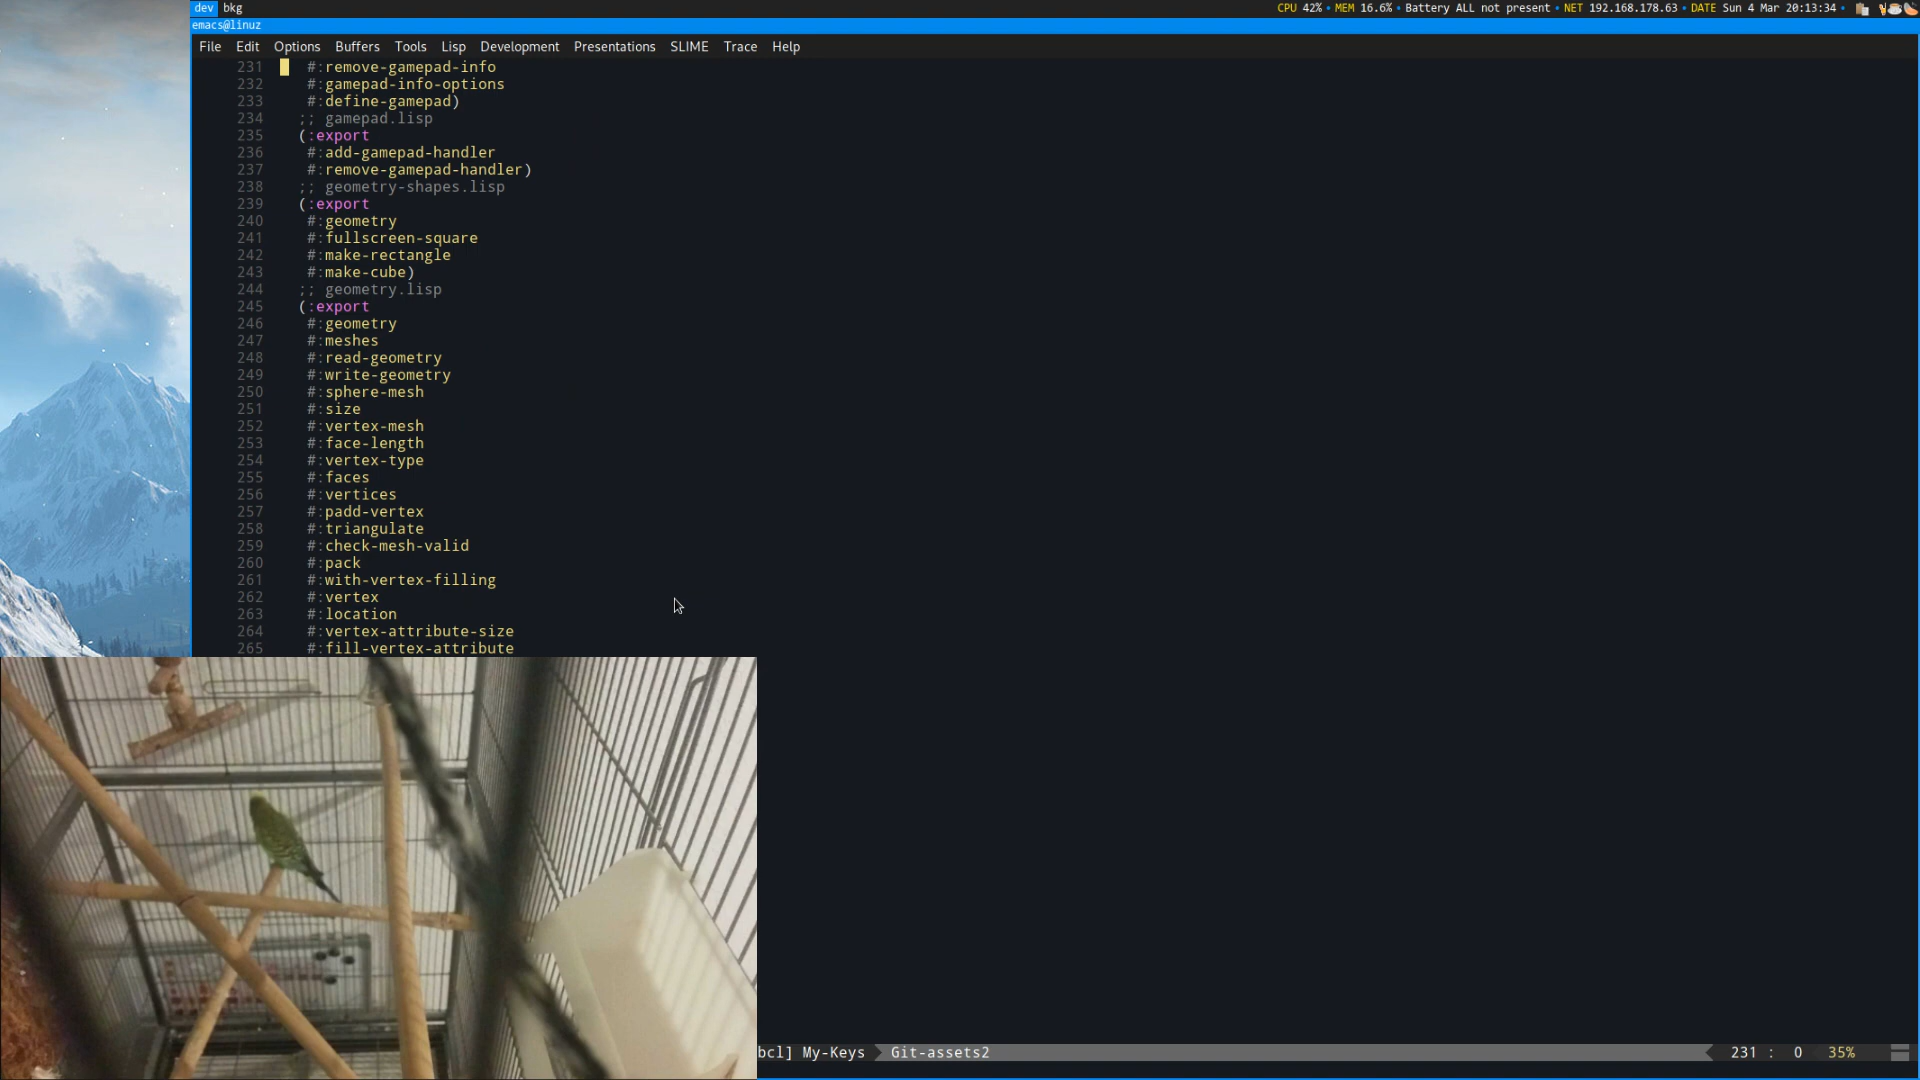 dev bkg CPU 42% • MEM 16.6% • Battery ALL not present • NET 192.168.178.63 • DATE Sun 4 Mar 20:13:34 •
emacs@linuz
File Edit Options Buffers Tools Lisp Development Presentations SLIME Trace Help
231 #:remove-gamepad-info
232 #:gamepad-info-options
233 #:define-gamepad)
234 ;; gamepad.lisp
235 (:export
236 #:add-gamepad-handler
237 #:remove-gamepad-handler)
238 ;; geometry-shapes.lisp
239 (:export
240 #:geometry
241 #:fullscreen-square
242 #:make-rectangle
243 #:make-cube)
244 ;; geometry.lisp
245 (:export
246 #:geometry
247 #:meshes
248 #:read-geometry
249 #:write-geometry
250 #:sphere-mesh
251 #:size
252 #:vertex-mesh
253 #:face-length
254 #:vertex-type
255 #:faces
256 #:vertices
257 #:padd-vertex
258 #:triangulate
259 #:check-mesh-valid
260 #:pack
261 #:with-vertex-filling
262 #:vertex
263 #:location
264 #:vertex-attribute-size
265 #:fill-vertex-attribute
bcl] My-Keys Git-assets2 231 : 0 35%